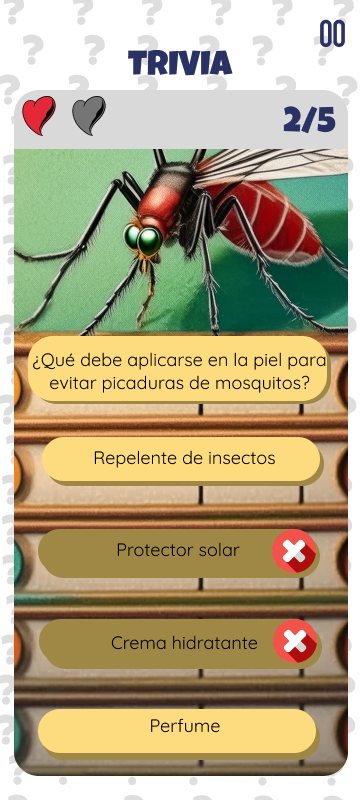 TRIVIA
2/5
¿Qué debe aplicarse en la piel para
evitar picaduras de mosquitos?
Repelente de insectos
Protector solar
Crema hidratante
Perfume